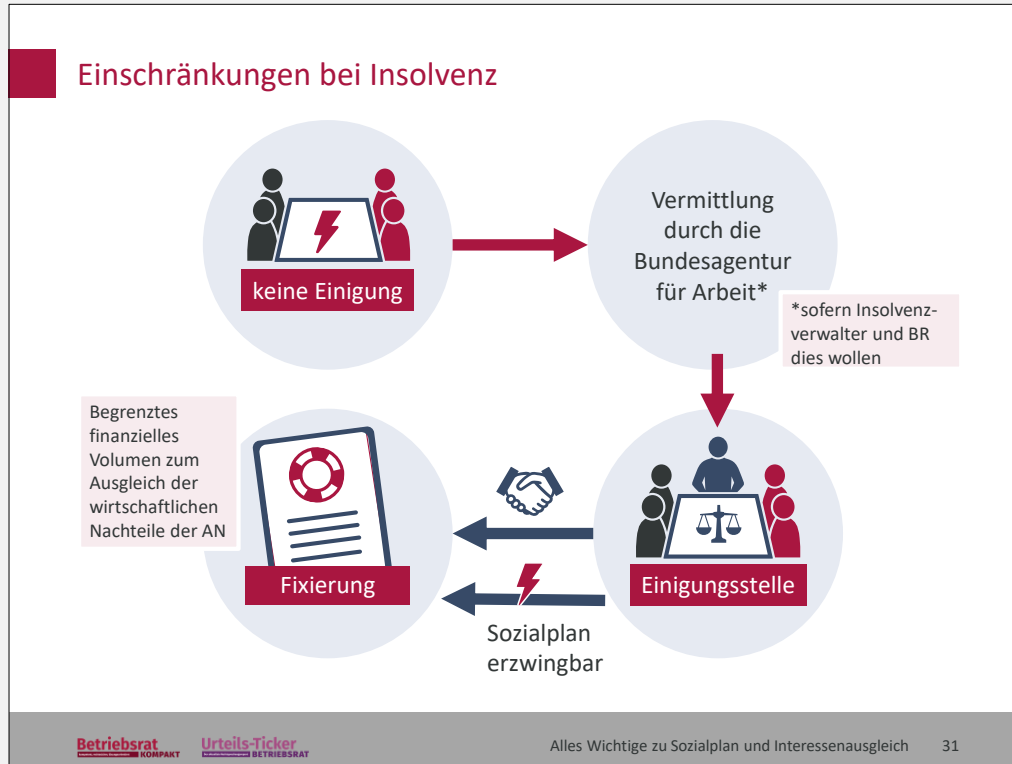 Einschränkungen bei Insolvenz
keine Einigung
Vermittlung
durch die
Bundesagentur
für Arbeit*
*sofern Insolvenz-
verwalter und BR
dies wollen
Begrenztes
finanzielles
Volumen zum
Ausgleich der
wirtschaftlichen
Nachteile der AN
Fixierung
Einigungsstelle
Sozialplan
erzwingbar
Betriebsrat
KOMPAKT
Urteils-Ticker
BETRIEBSRAT
Alles Wichtige zu Sozialplan und Interessenausgleich 31